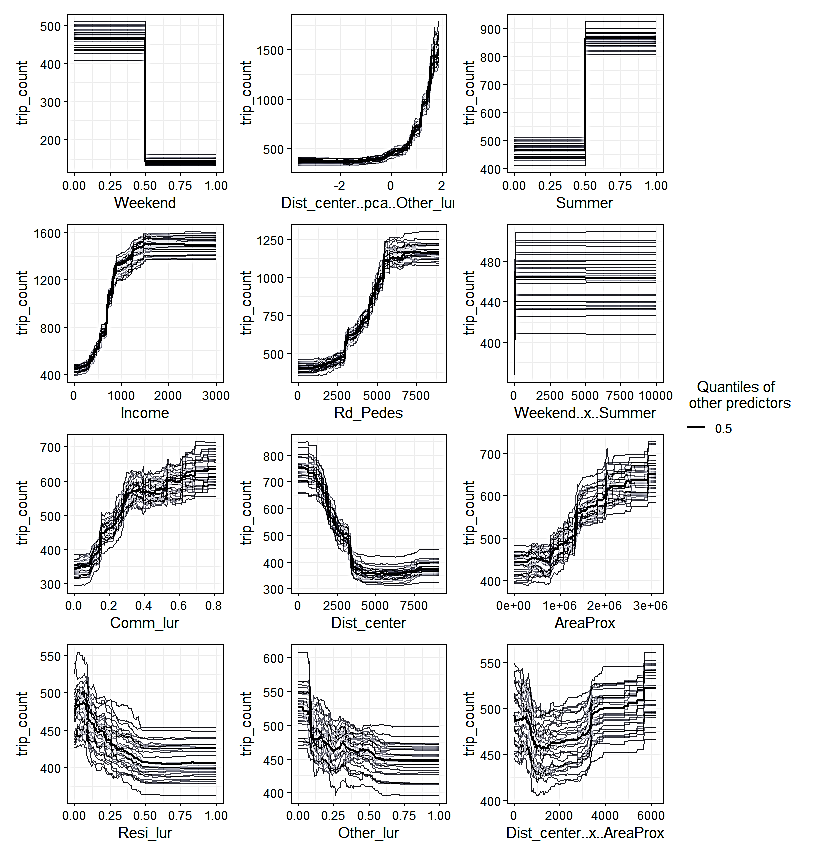 trip_count
500
400
300
200
0.00 0.25 0.50 0.75 1.00
Weekend
trip_count
1500
1000
500
-2 0 2
Dist_center..pca..Other_lur
trip_count
900
800
700
600
500
400
0.00 0.25 0.50 0.75 1.00
Summer
trip_count
1600
1200
800
400
0 1000 2000 3000
Income
trip_count
1250
1000
750
500
0 2500 5000 7500
Rd_Pedes
trip_count
480
440
400
0 2500 5000 7500 10000
Weekend..x..Summer
Quantiles of
other predictors
0.5
trip_count
700
600
500
400
300
0.0 0.2 0.4 0.6 0.8
Comm_lur
trip_count
800
700
600
500
400
300
0 2500 5000 7500
Dist_center
trip_count
700
600
500
400
0e+00 1e+06 2e+06 3e+06
AreaProx
trip_count
550
500
450
400
0.00 0.25 0.50 0.75 1.00
Resi_lur
trip_count
600
550
500
450
400
0.00 0.25 0.50 0.75 1.00
Other_lur
trip_count
550
500
450
400
0 2000 4000 6000
Dist_center..x..AreaProx